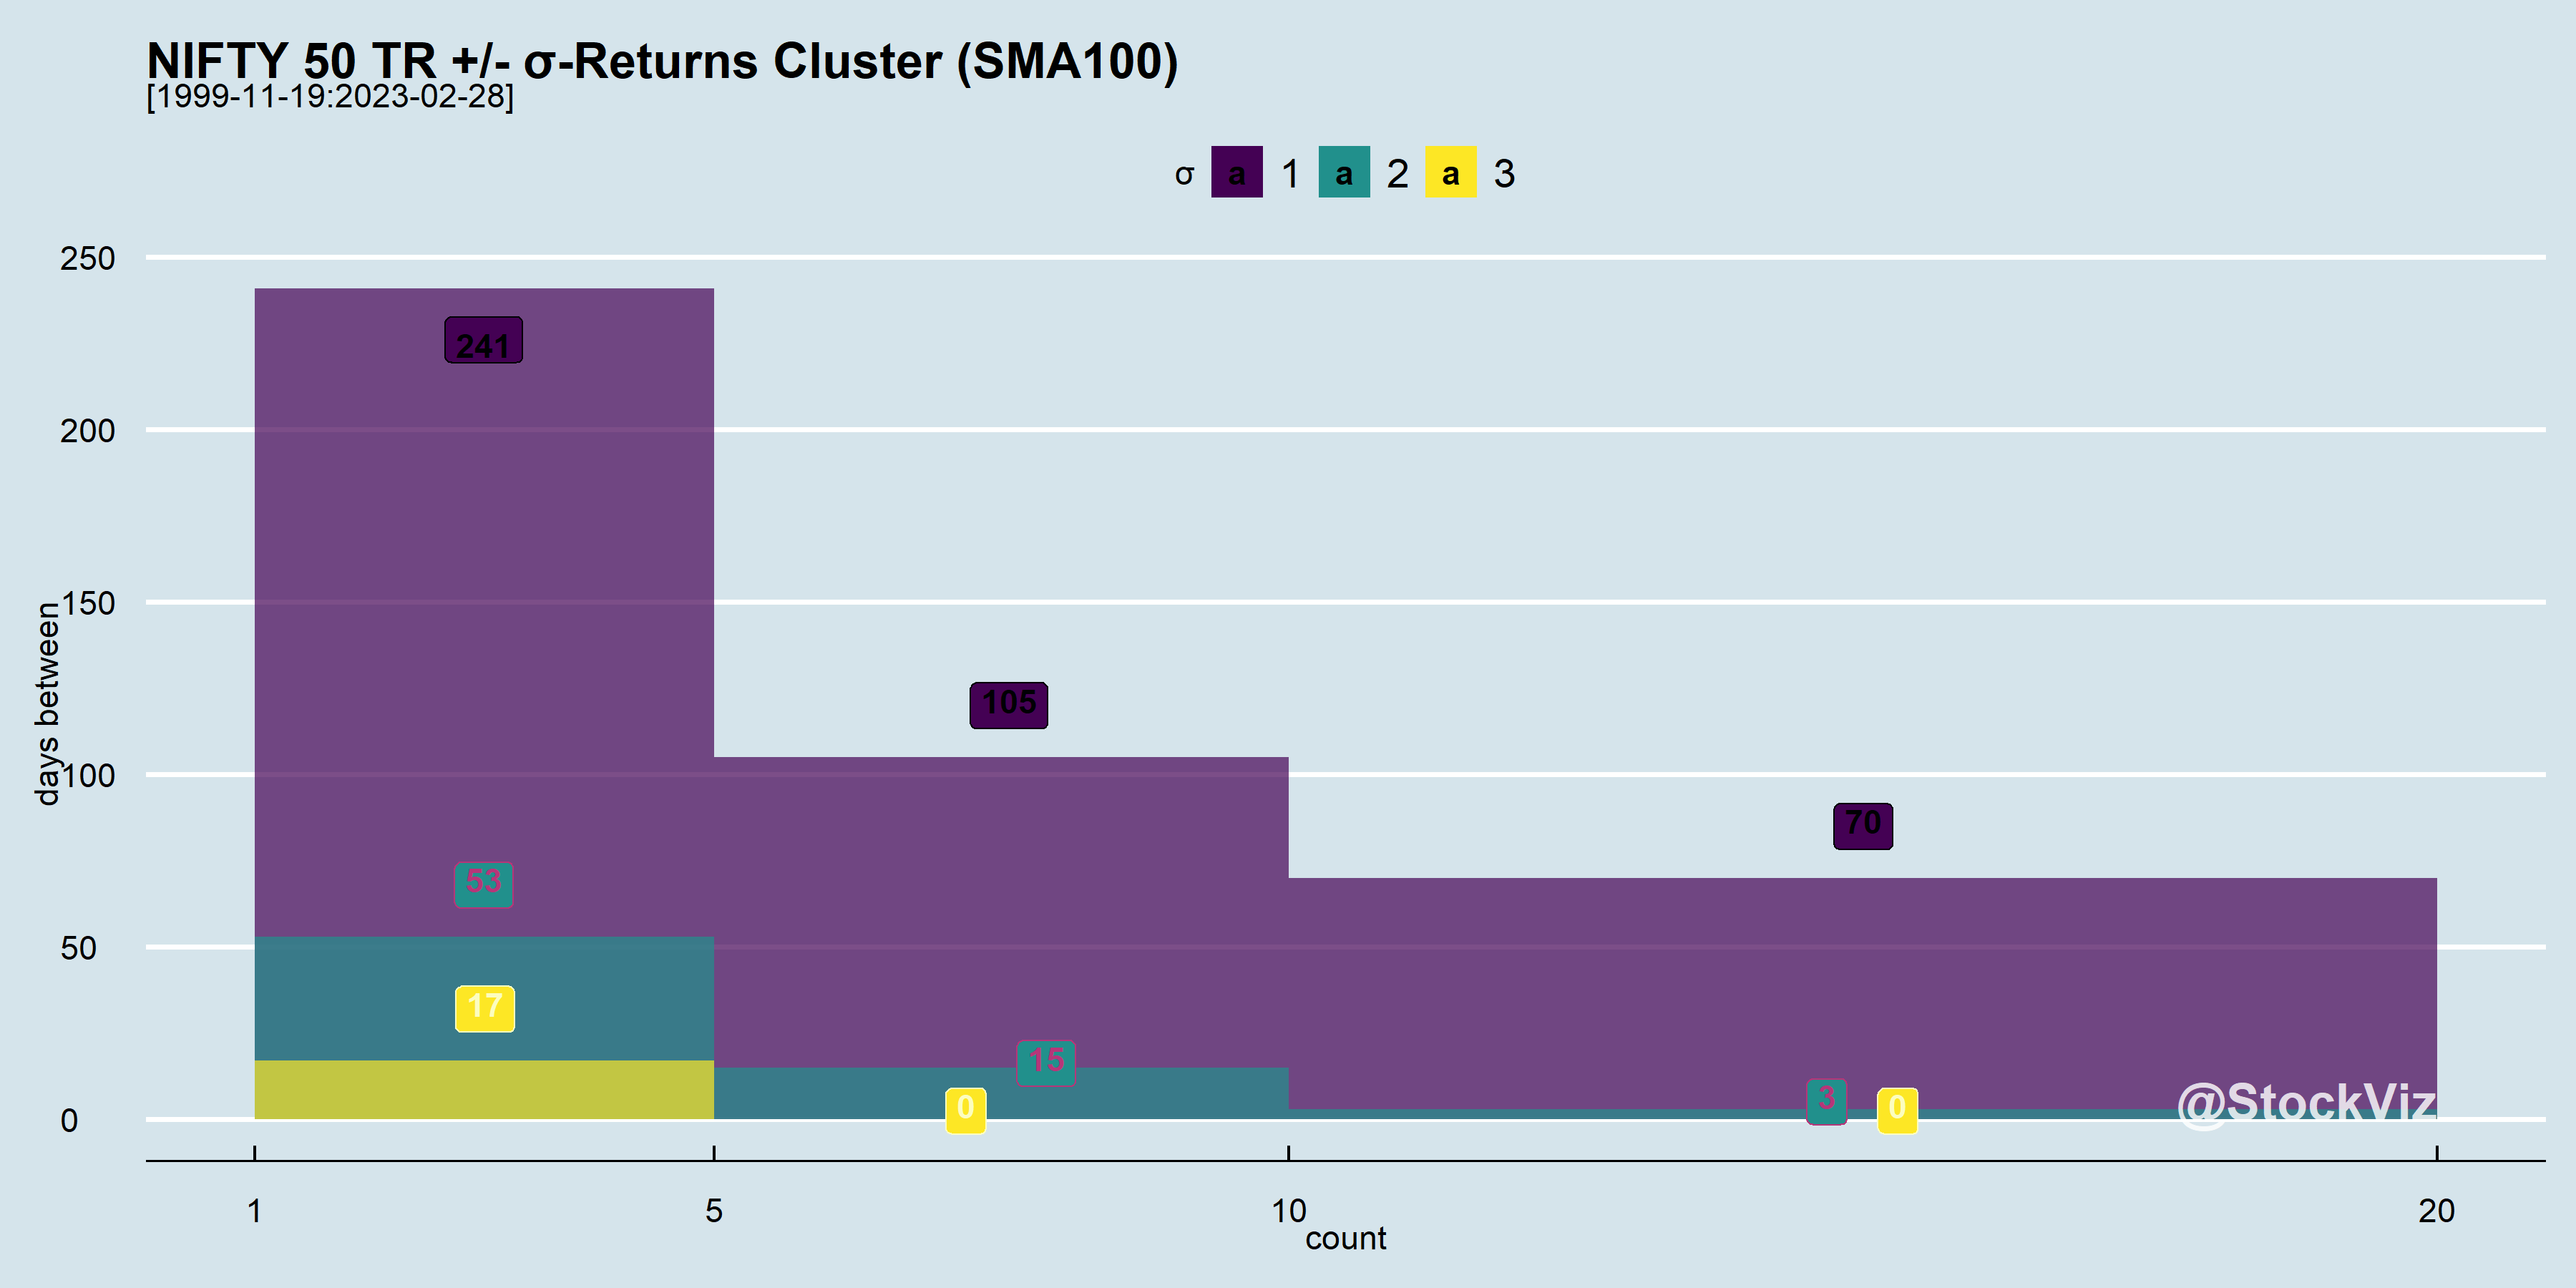 NIFTY 50 TR +/- σ-Returns Cluster (SMA100)
[1999-11-19:2023-02-28]
σ a 1 a 2 a 3
250
241
200
150
105
100
70
53
50
17
15
3
0
0
0
days between
@StockViz
1 5 10 20
count